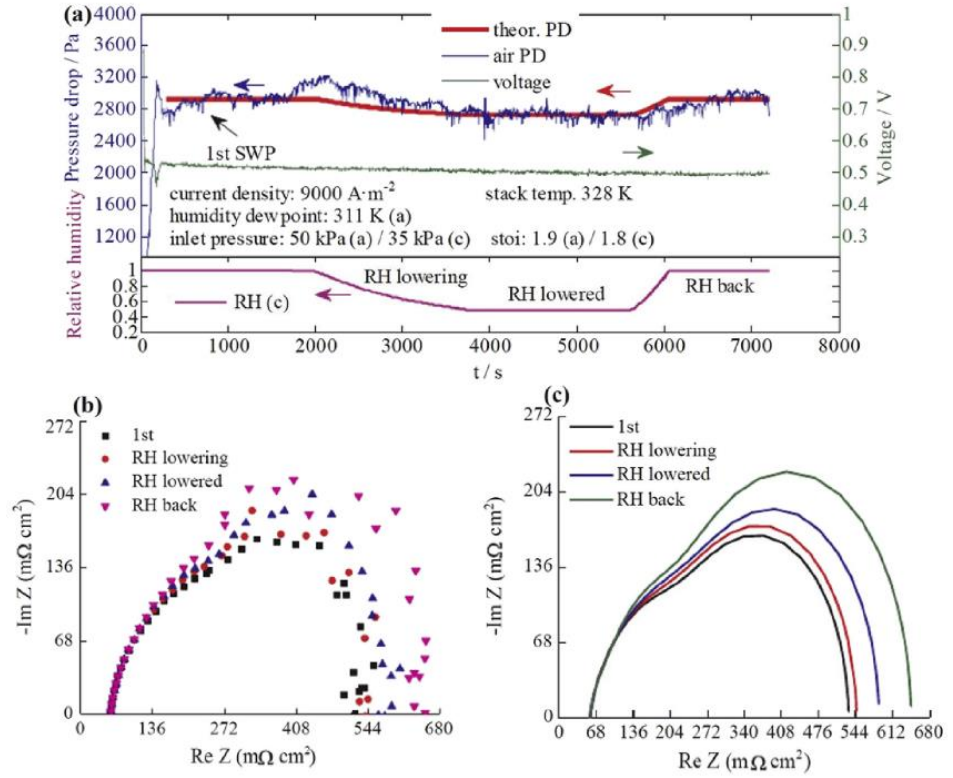 (a)
4000
3600
3200
2800
2400
2000
1600
1200
Pressure drop / Pa
theor. PD
air PD
voltage
1st SWP
current density: 9000 A·m⁻² stack temp. 328 K
humidity dew point: 311 K (a)
inlet pressure: 50 kPa (a) / 35 kPa (c) stoi: 1.9 (a) / 1.8 (c)
1
0.9
0.8
0.7
0.6
0.5
0.4
0.3
Voltage / V
Relative humidity
1
0.8
0.6
0.4
0.2
RH (c)
RH lowering
RH lowered
RH back
0 1000 2000 3000 4000 5000 6000 7000 8000
t / s
(b)
272
204
136
68
0
-Im Z (mΩ cm²)
1st
RH lowering
RH lowered
RH back
0 136 272 408 544 680
Re Z (mΩ cm²)
(c)
272
204
136
68
0
-Im Z (mΩ cm²)
1st
RH lowering
RH lowered
RH back
0 68 136 204 272 340 408 476 544 612 680
Re Z (mΩ cm²)